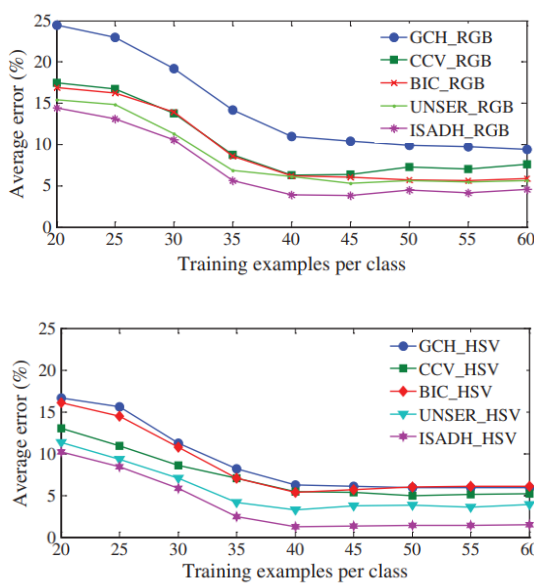 25
20
15
10
5
0
Average error (%)
GCH_RGB
CCV_RGB
BIC_RGB
UNSER_RGB
ISADH_RGB
20 25 30 35 40 45 50 55 60
Training examples per class
25
20
15
10
5
0
Average error (%)
GCH_HSV
CCV_HSV
BIC_HSV
UNSER_HSV
ISADH_HSV
20 25 30 35 40 45 50 55 60
Training examples per class